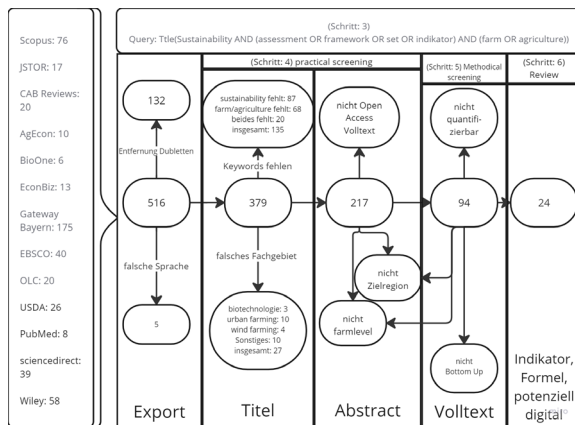 (Schritt: 3)
Query: Ttle(Sustainability AND (assessment OR framework OR set OR indikator) AND (farm OR agriculture))
Scopus: 76
JSTOR: 17
CAB Reviews:
20
AgEcon: 10
BioOne: 6
EconBiz: 13
Gateway
Bayern: 175
EBSCO: 40
OLC: 20
USDA: 26
PubMed: 8
sciencedirect:
39
Wiley: 58
(Schritt: 4) practical screening
(Schritt: 5) Methodical
screening
(Schritt: 6)
Review
132
Entfernung Dubletten
516
falsche Sprache
5
Export
sustainability fehlt: 87
farm/agriculture fehlt: 68
beides fehlt: 20
insgesamt: 135
Keywords fehlen
379
falsches Fachgebiet
biotechnologie: 3
urban farming: 10
wind farming: 4
Sonstiges: 10
insgesamt: 27
Titel
nicht Open
Access
Volltext
217
nicht
Zielregion
nicht
farmlevel
Abstract
nicht
quantifi-
zierbar
94
nicht
Bottom Up
Volltext
24
Indikator,
Formel,
potenziell
digital